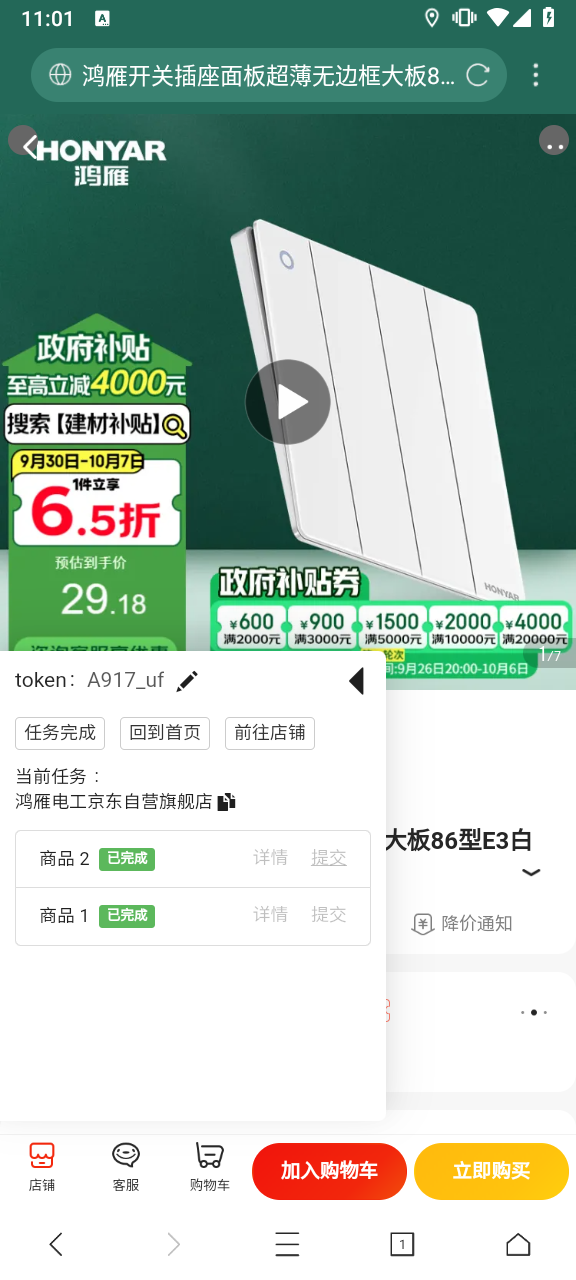 11:01
A
鸿雁开关插座面板超薄无边框大板8...
HONYAR
鸿雁
政府补贴
至高立减4000元
搜索【建材补贴】
9月30日-10月7日
1件立享
6.5折
预估到手价
29.18
HONYAR
政府补贴券
¥600
满2000元
¥900
满3000元
¥1500
满5000元
¥2000
满10000元
¥4000
满20000元
间:9月26日20:00-10月6日
1/7
token: A917_uf
任务完成
回到首页
前往店铺
当前任务：
鸿雁电工京东自营旗舰店
商品 2 已完成 详情 提交
商品 1 已完成 详情 提交
大板86型E3白
降价通知
店铺
客服
购物车
加入购物车
立即购买
1